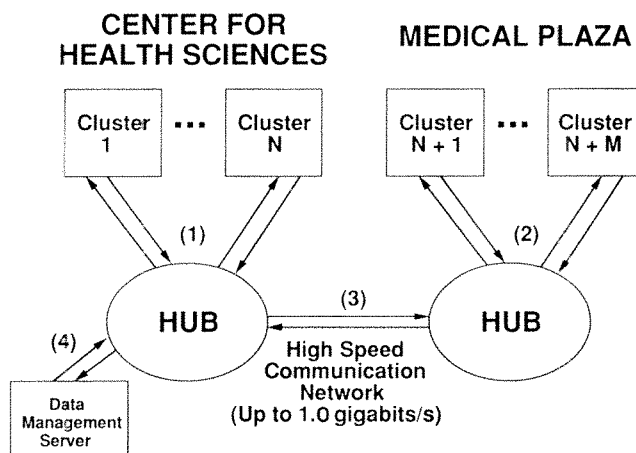 CENTER FOR
HEALTH SCIENCES
MEDICAL PLAZA
Cluster
1
...
Cluster
N
Cluster
N + 1
...
Cluster
N + M
(1)
(2)
HUB
(3)
HUB
(4)
High Speed
Communication
Network
(Up to 1.0 gigabits/s)
Data
Management
Server